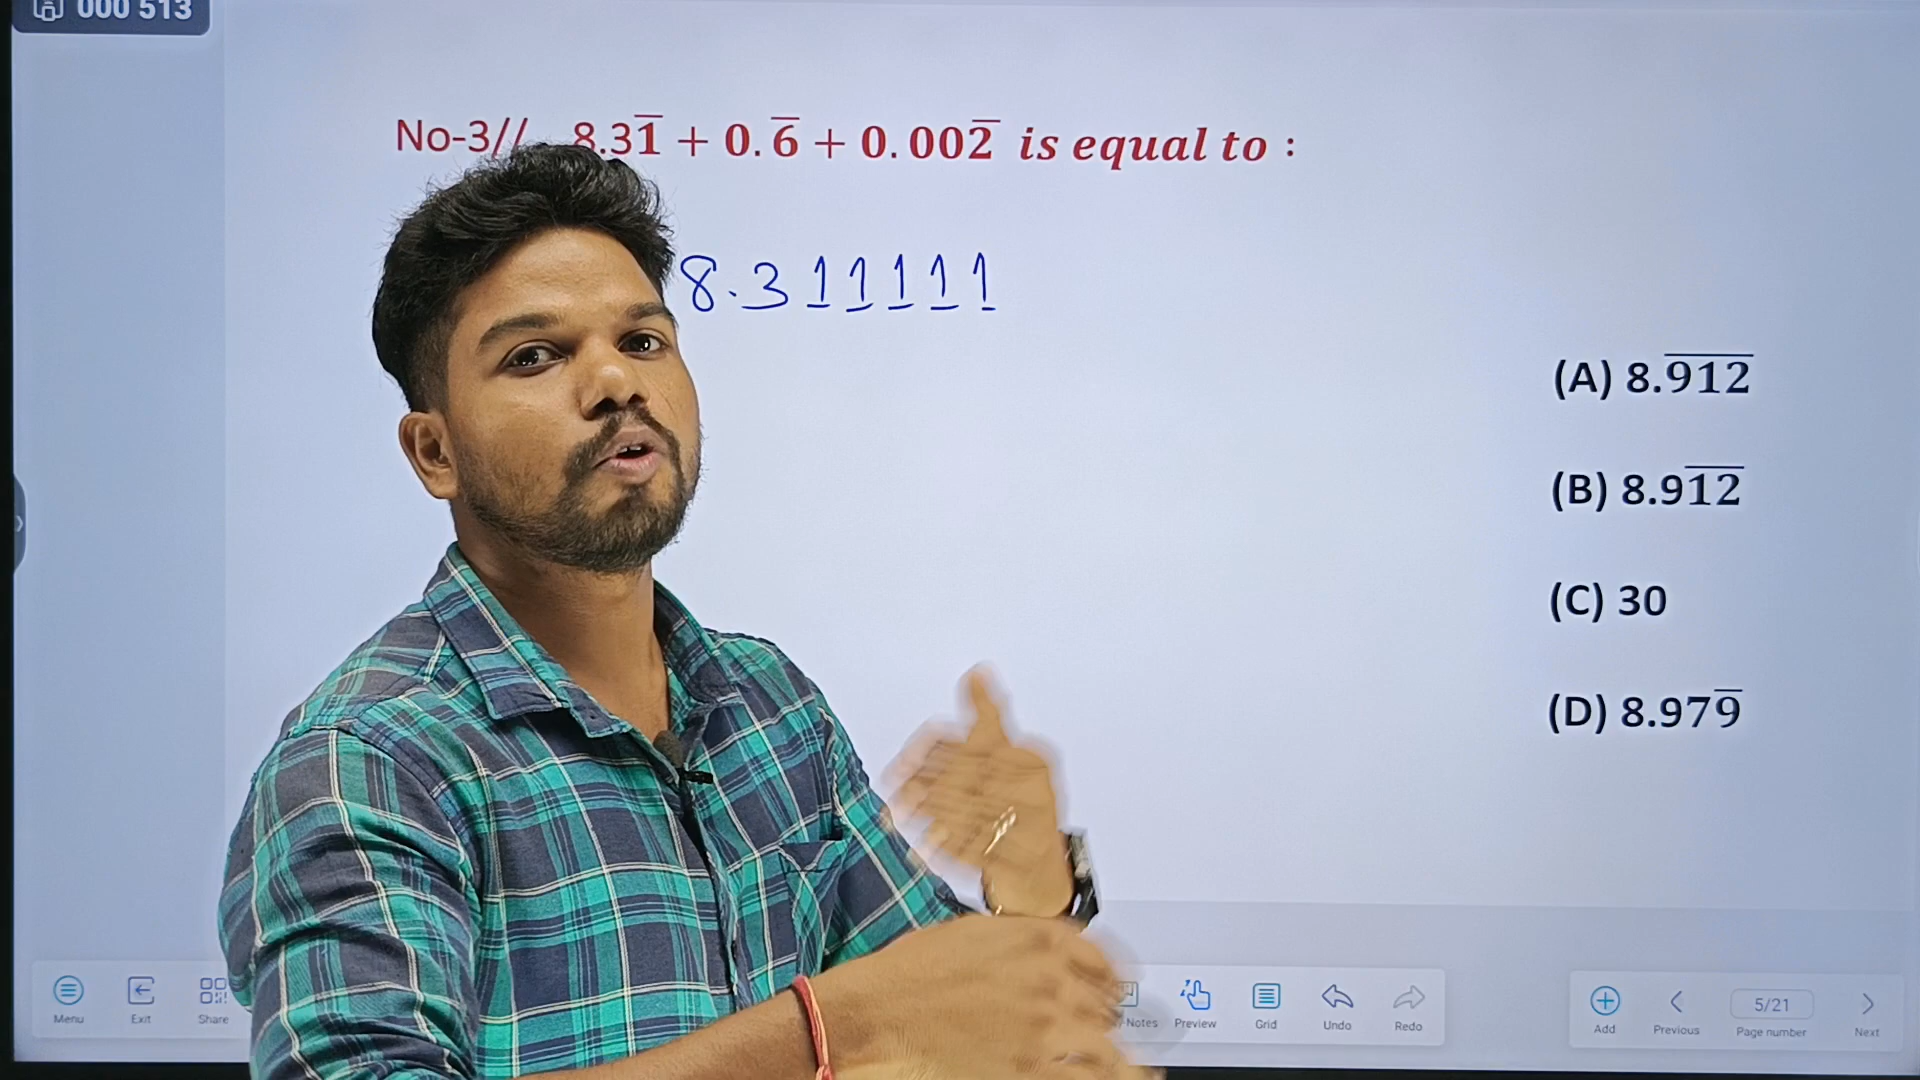 000 513
No-3// 8.31̅ + 0.6̅ + 0.002̅ is equal to :
8.311111
(A) 8.9̅1̅2̅
(B) 8.91̅2̅
(C) 30
(D) 8.979̅
Menu Exit Share Notes Preview Grid Undo Redo Add Previous 5/21 Page number Next